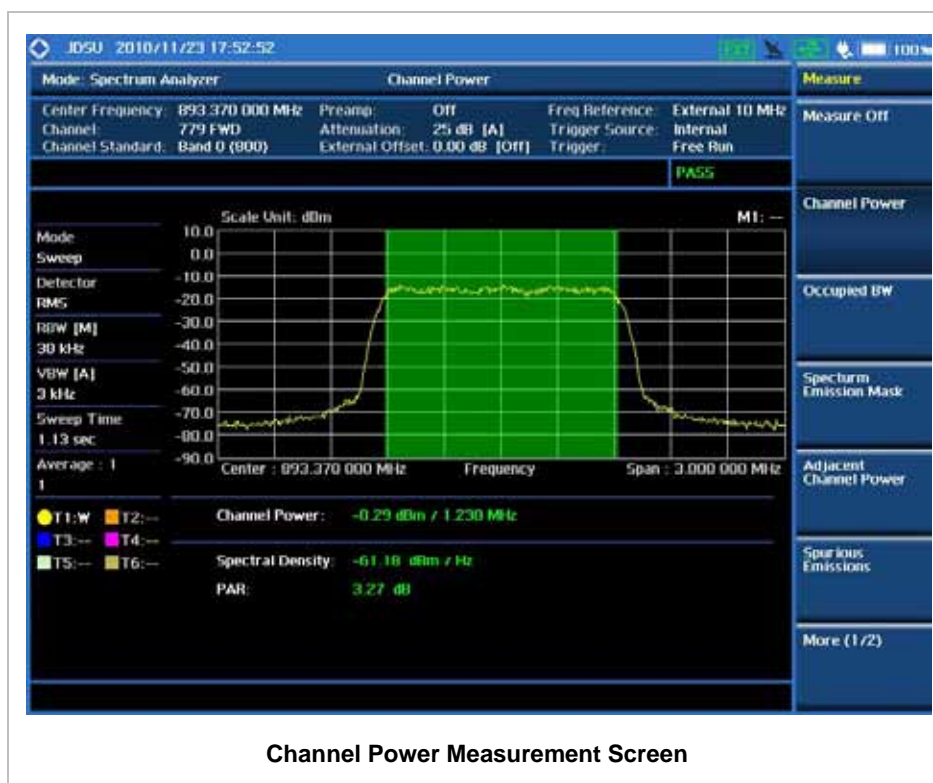 JDSU 2010/11/23 17:52:52 EXT 100%
Mode: Spectrum Analyzer Channel Power Measure
Center Frequency: 893.370 000 MHz Preamp: Off Freq Reference: External 10 MHz
Channel: 779 FWD Attenuation: 25 dB [A] Trigger Source: Internal
Channel Standard: Band 0 (800) External Offset: 0.00 dB [Off] Trigger: Free Run
PASS
Measure Off
Channel Power
Occupied BW
Specturm
Emission Mask
Adjacent
Channel Power
Spurious
Emissions
More (1/2)
Scale Unit: dBm M1: --
Mode
Sweep
Detector
RMS
RBW [M]
30 kHz
VBW [A]
3 kHz
Sweep Time
1.13 sec
Average : 1
1
10.0
0.0
-10.0
-20.0
-30.0
-40.0
-50.0
-60.0
-70.0
-80.0
-90.0
Center : 893.370 000 MHz Frequency Span : 3.000 000 MHz
T1:W T2:--
T3:-- T4:--
T5:-- T6:--
Channel Power: -0.29 dBm / 1.230 MHz
Spectral Density: -61.18 dBm / Hz
PAR: 3.27 dB
Channel Power Measurement Screen